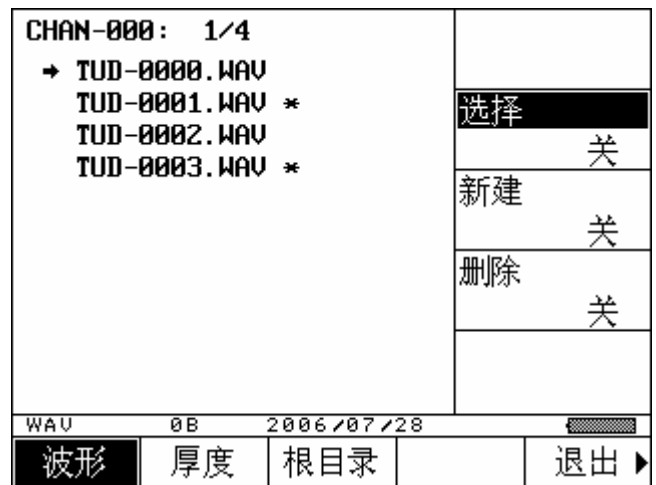 CHAN-000: 1/4
→ TUD-0000.WAV
TUD-0001.WAV *
TUD-0002.WAV
TUD-0003.WAV *
选择
关
新建
关
删除
关
WAV 0B 2006/07/28
波形 厚度 根目录 退出